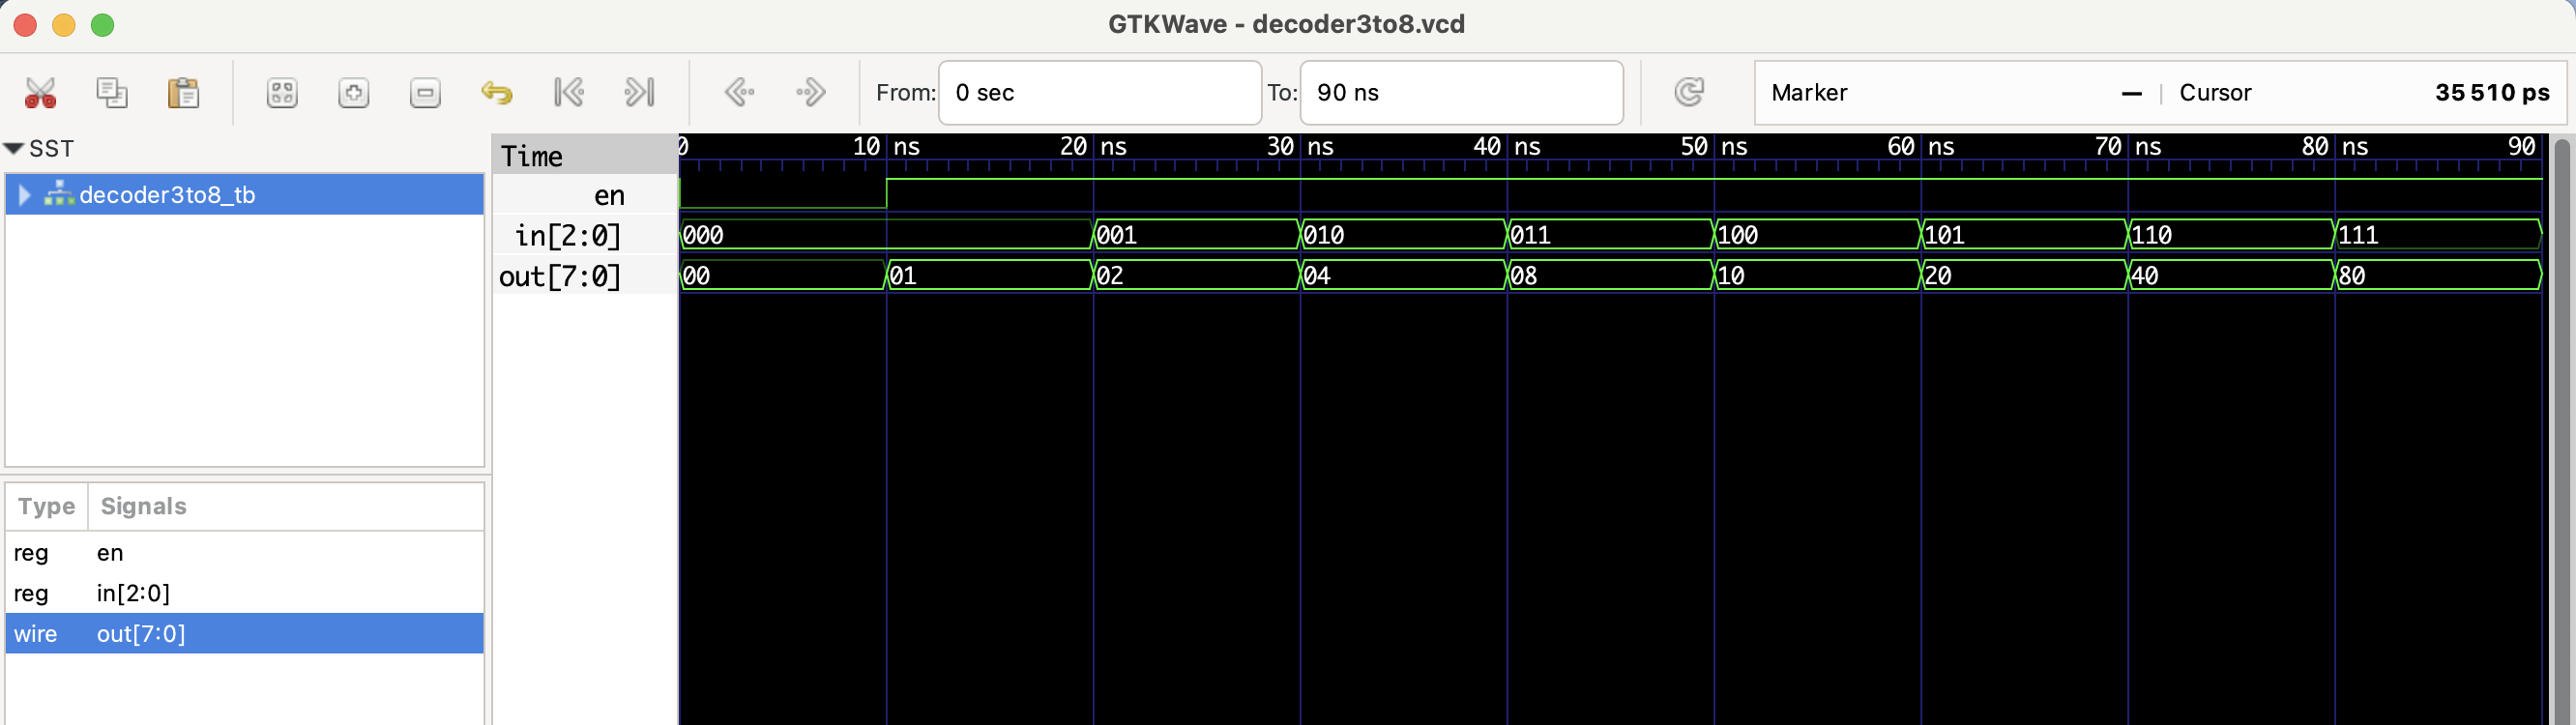 GTKWave - decoder3to8.vcd
From: 0 sec To: 90 ns Marker — | Cursor 35 510 ps
SST
decoder3to8_tb
Type Signals
reg en
reg in[2:0]
wire out[7:0]
Time 0 10 ns 20 ns 30 ns 40 ns 50 ns 60 ns 70 ns 80 ns 90
en
in[2:0] 000 001 010 011 100 101 110 111
out[7:0] 00 01 02 04 08 10 20 40 80